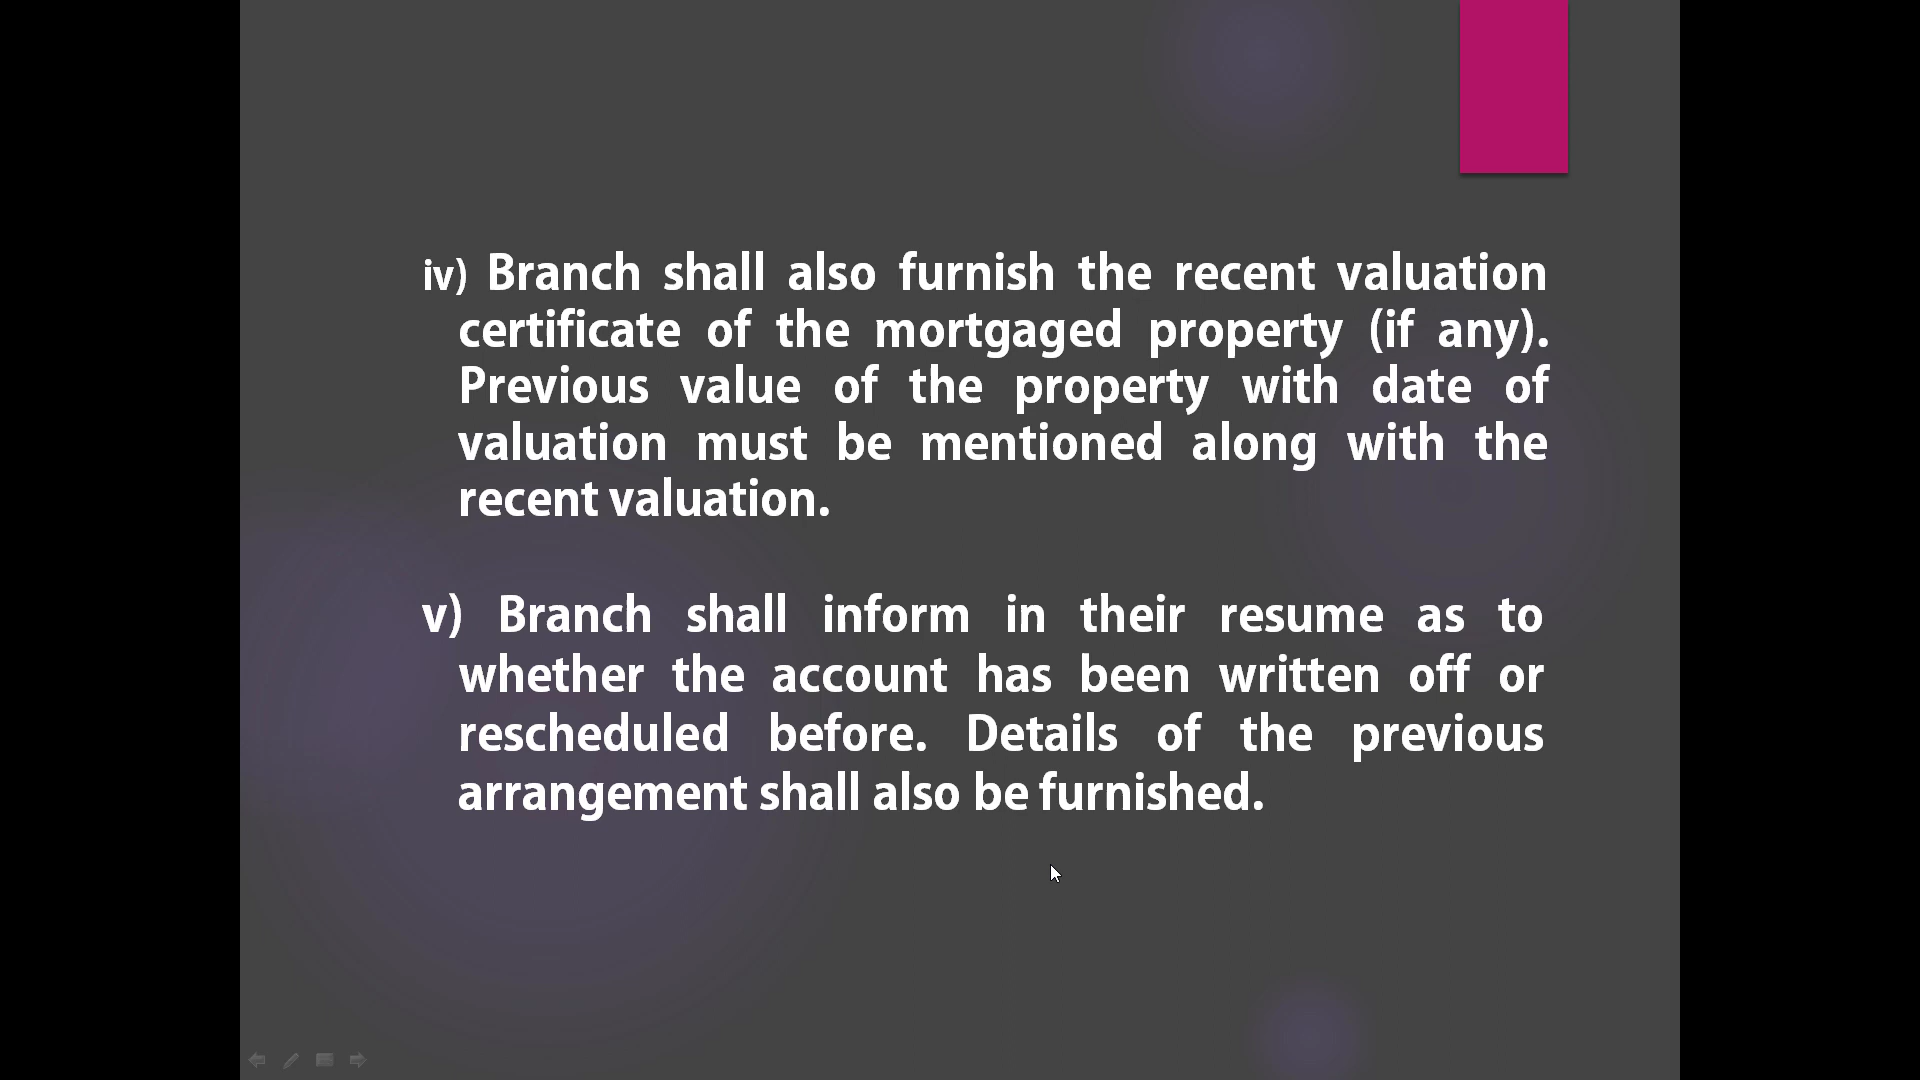 iv) Branch shall also furnish the recent valuation
certificate of the mortgaged property (if any).
Previous value of the property with date of
valuation must be mentioned along with the
recent valuation.
v) Branch shall inform in their resume as to
whether the account has been written off or
rescheduled before. Details of the previous
arrangement shall also be furnished.